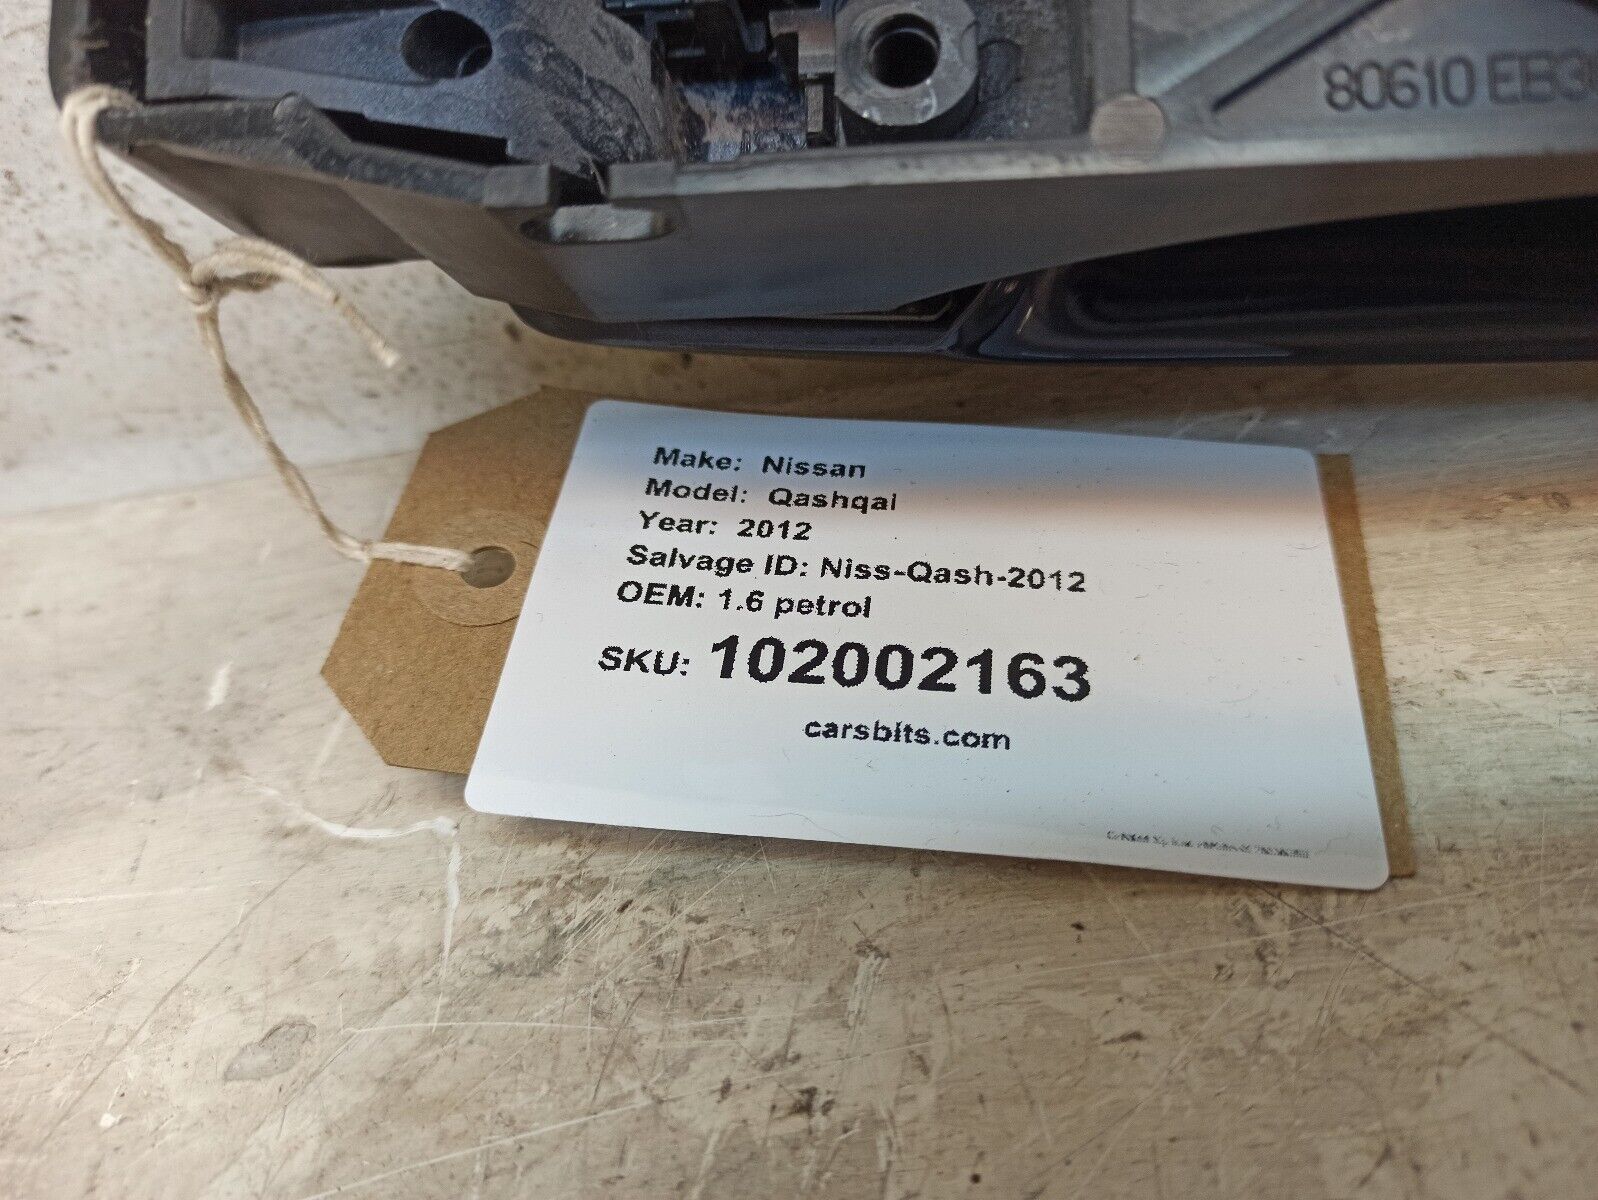 80610 EB3
Make: Nissan
Model: Qashqai
Year: 2012
Salvage ID: Niss-Qash-2012
OEM: 1.6 petrol
SKU: 102002163
carsbits.com